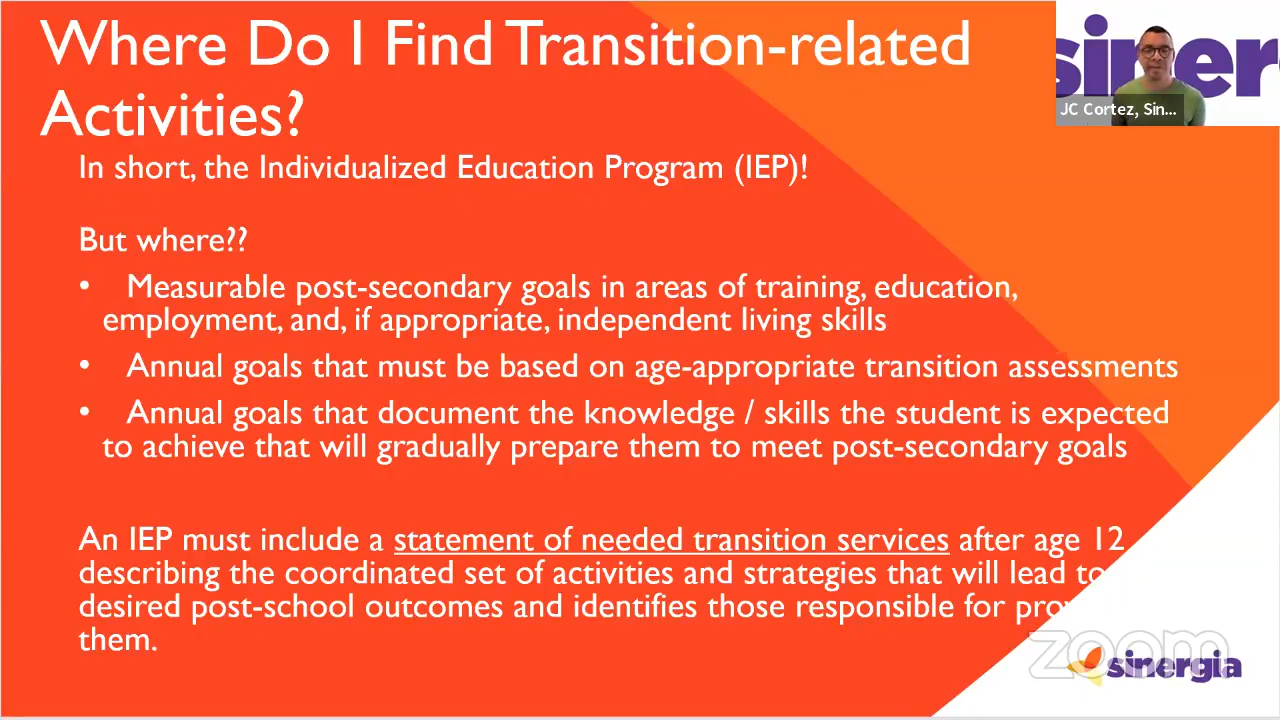 Where Do I Find Transition-related
Activities?
In short, the Individualized Education Program (IEP)!
But where??
• Measurable post-secondary goals in areas of training, education,
employment, and, if appropriate, independent living skills
• Annual goals that must be based on age-appropriate transition assessments
• Annual goals that document the knowledge / skills the student is expected
to achieve that will gradually prepare them to meet post-secondary goals
An IEP must include a statement of needed transition services after age 12
describing the coordinated set of activities and strategies that will lead to
desired post-school outcomes and identifies those responsible for
them.
JC Cortez, Sin...
zoom
sinergia